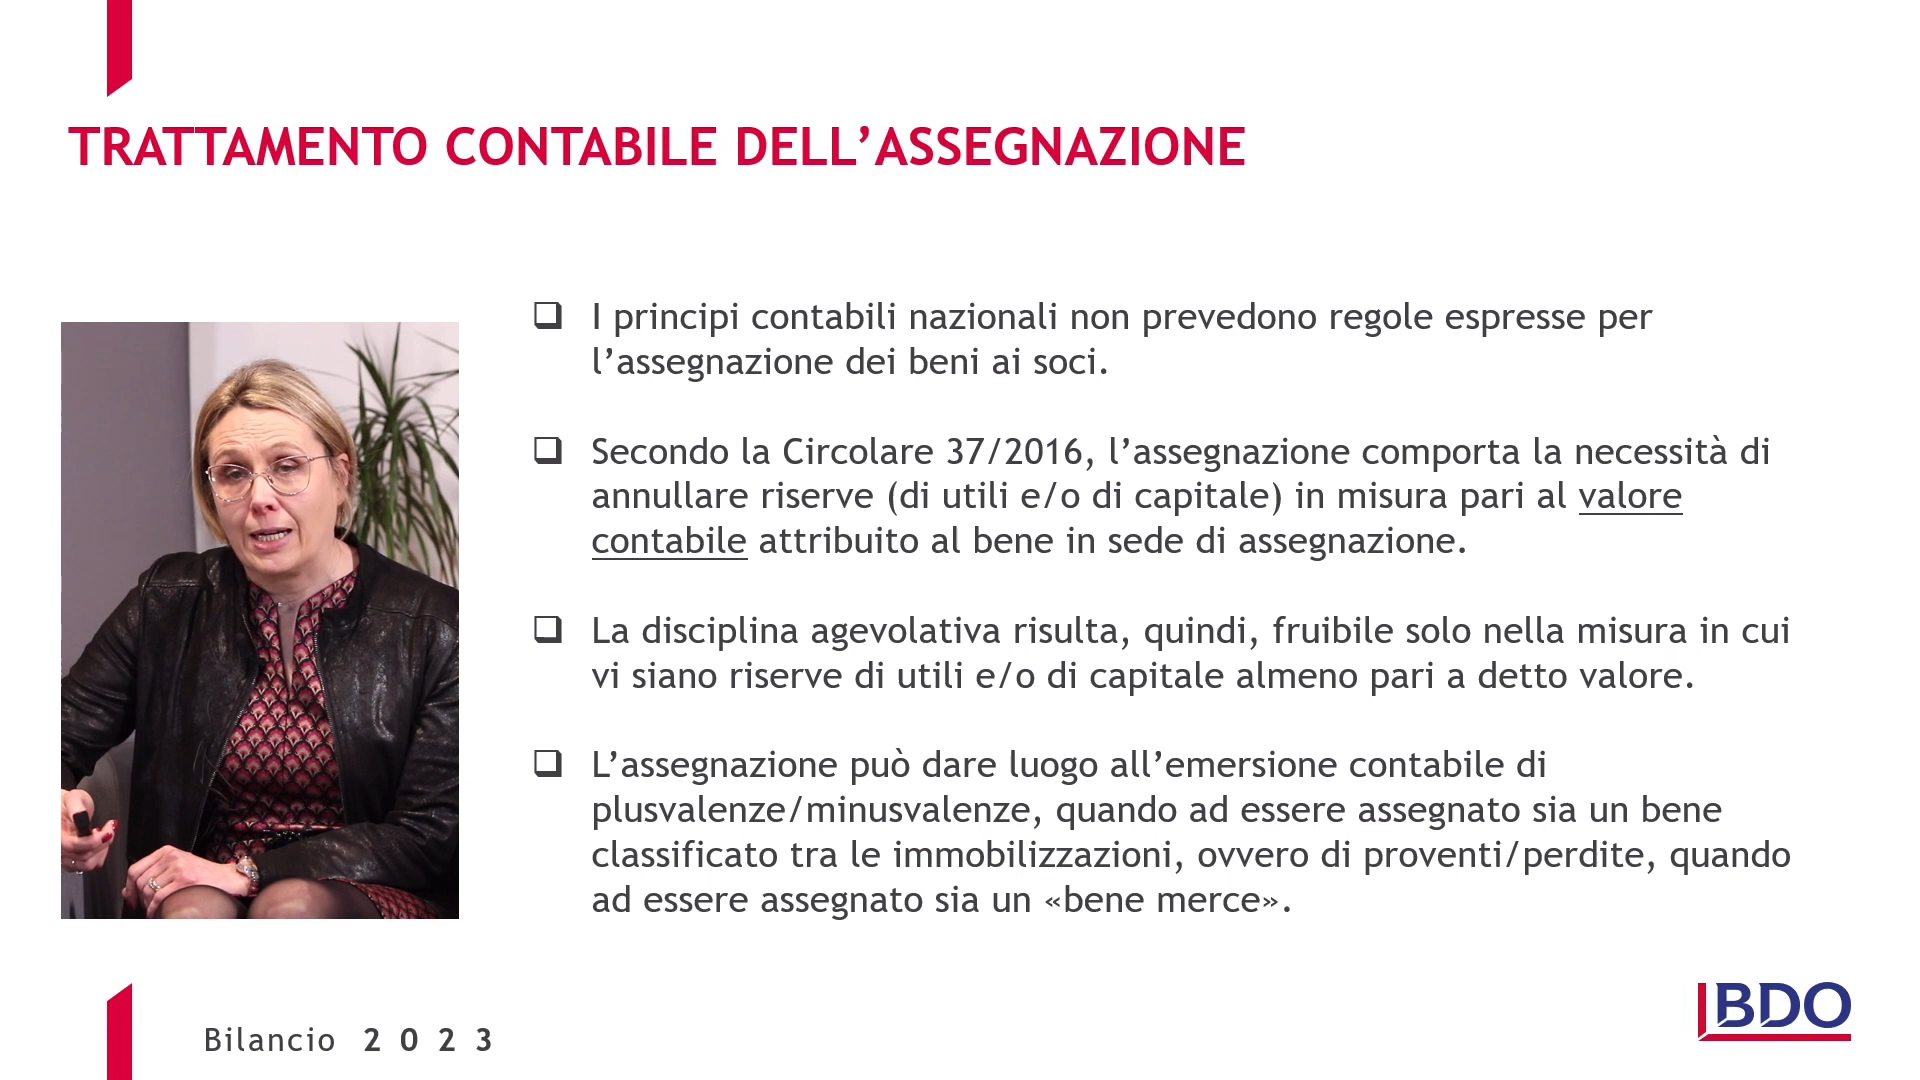 TRATTAMENTO CONTABILE DELL’ASSEGNAZIONE
I principi contabili nazionali non prevedono regole espresse per
l’assegnazione dei beni ai soci.
Secondo la Circolare 37/2016, l’assegnazione comporta la necessità di
annullare riserve (di utili e/o di capitale) in misura pari al valore
contabile attribuito al bene in sede di assegnazione.
La disciplina agevolativa risulta, quindi, fruibile solo nella misura in cui
vi siano riserve di utili e/o di capitale almeno pari a detto valore.
L’assegnazione può dare luogo all’emersione contabile di
plusvalenze/minusvalenze, quando ad essere assegnato sia un bene
classificato tra le immobilizzazioni, ovvero di proventi/perdite, quando
ad essere assegnato sia un «bene merce».
Bilancio 2023
BDO